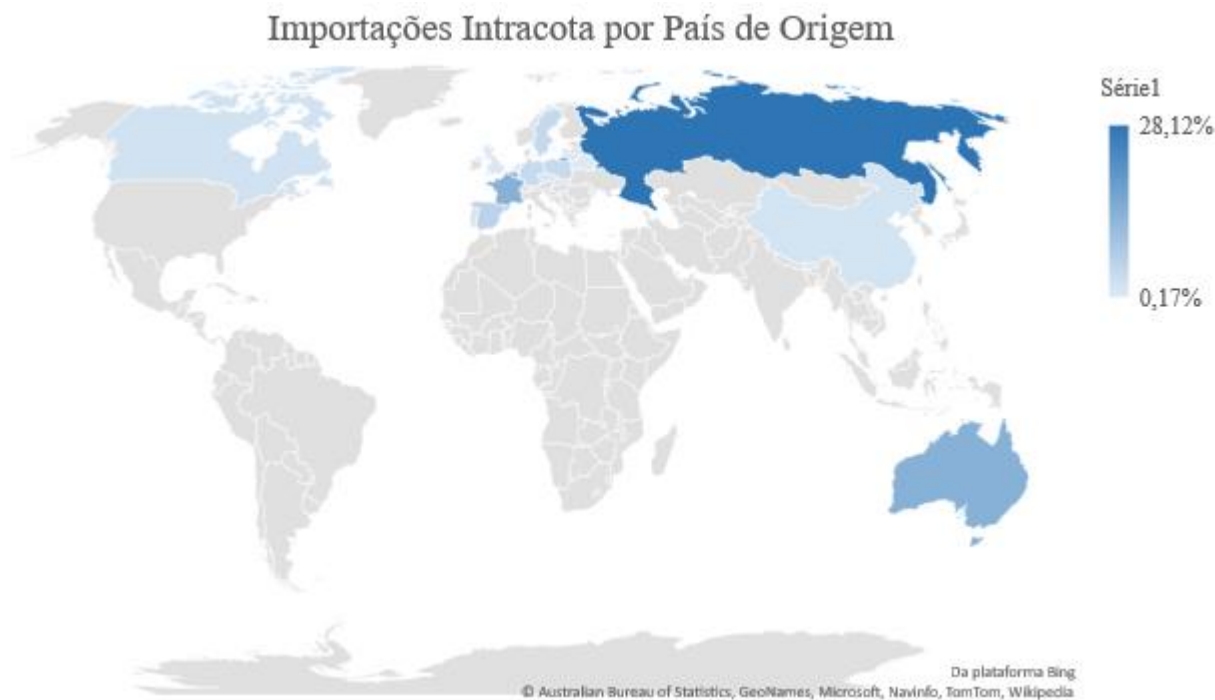 Importações Intracota por País de Origem
Série1
28,12%
0,17%
Da plataforma Bing
© Australian Bureau of Statistics, GeoNames, Microsoft, Navinfo, TomTom, Wikipedia